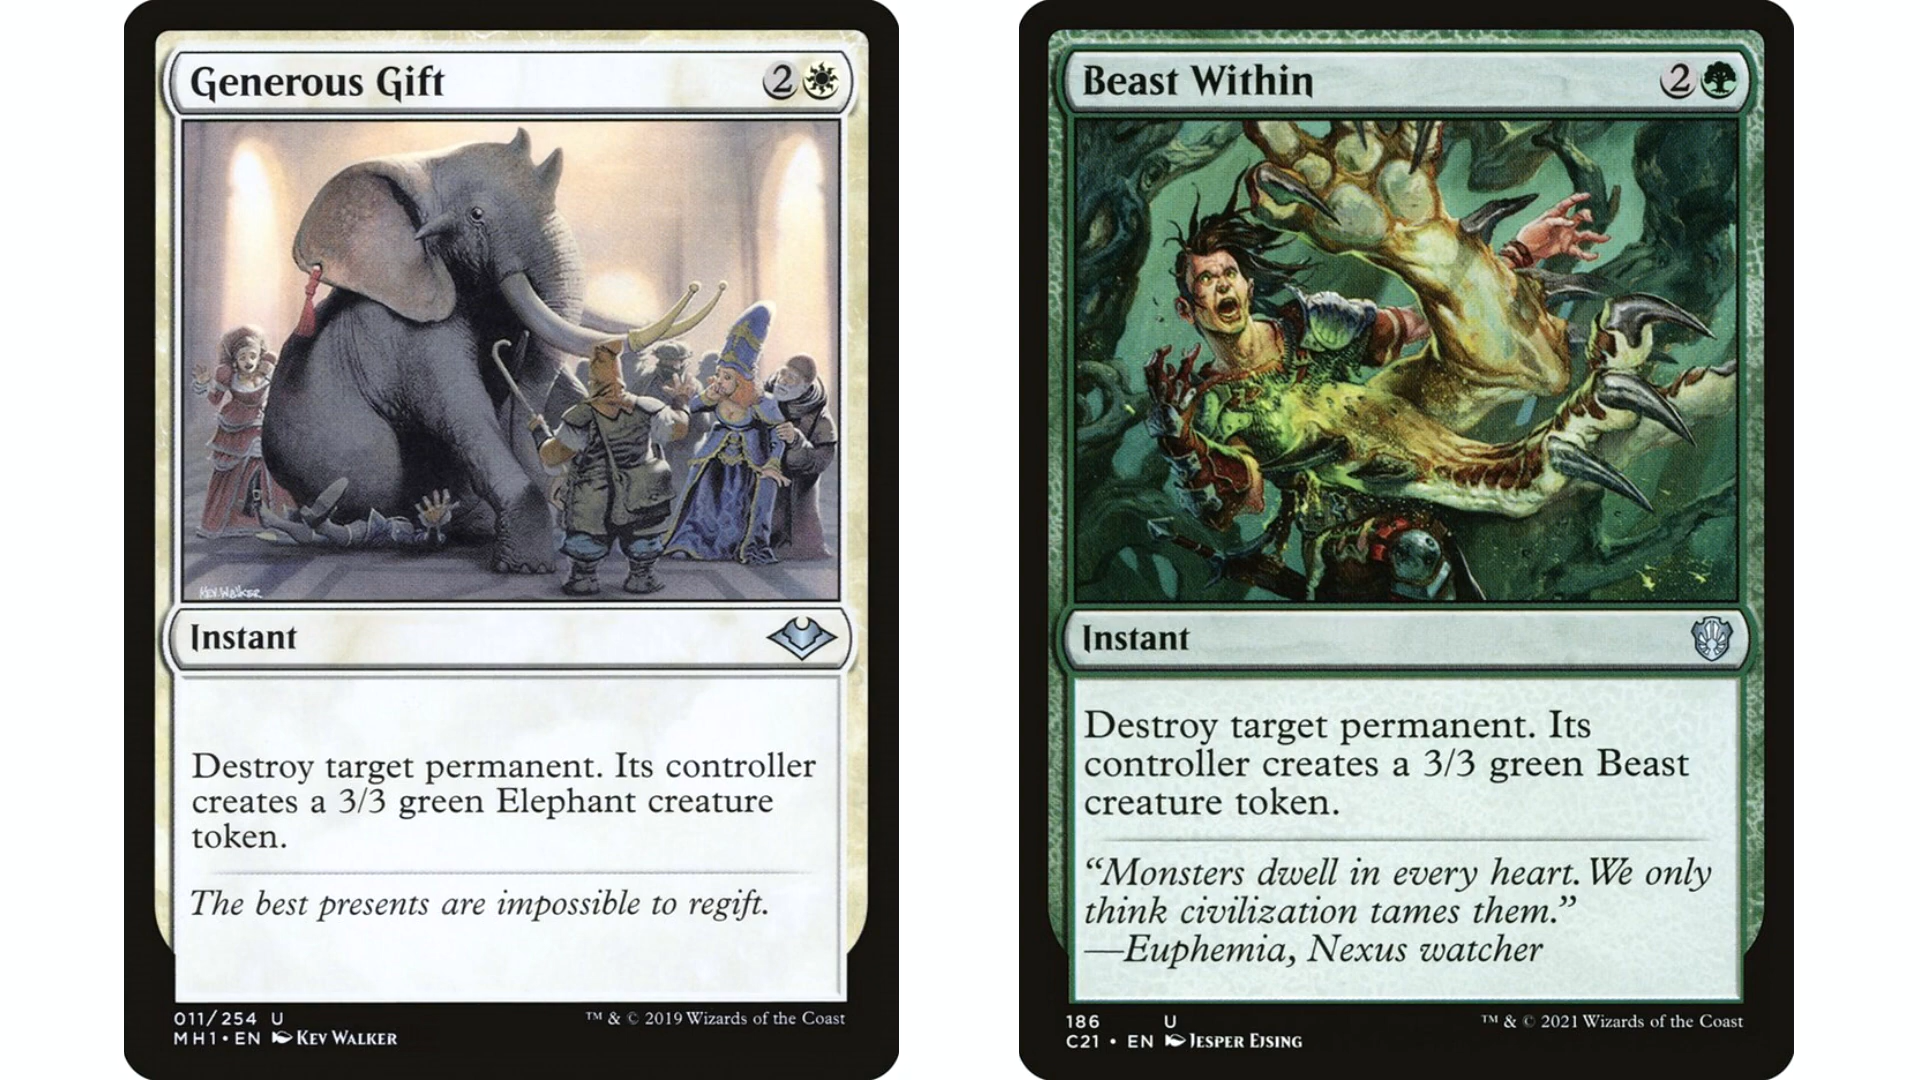 Generous Gift
2
Kev Walker
Instant
Destroy target permanent. Its controller
creates a 3/3 green Elephant creature
token.
The best presents are impossible to regift.
011/254 U
MH1 • EN KEV WALKER
™ & © 2019 Wizards of the Coast
Beast Within
2
Instant
Destroy target permanent. Its
controller creates a 3/3 green Beast
creature token.
“Monsters dwell in every heart. We only
think civilization tames them.”
—Euphemia, Nexus watcher
186 U
C21 • EN JESPER EJSING
™ & © 2021 Wizards of the Coast